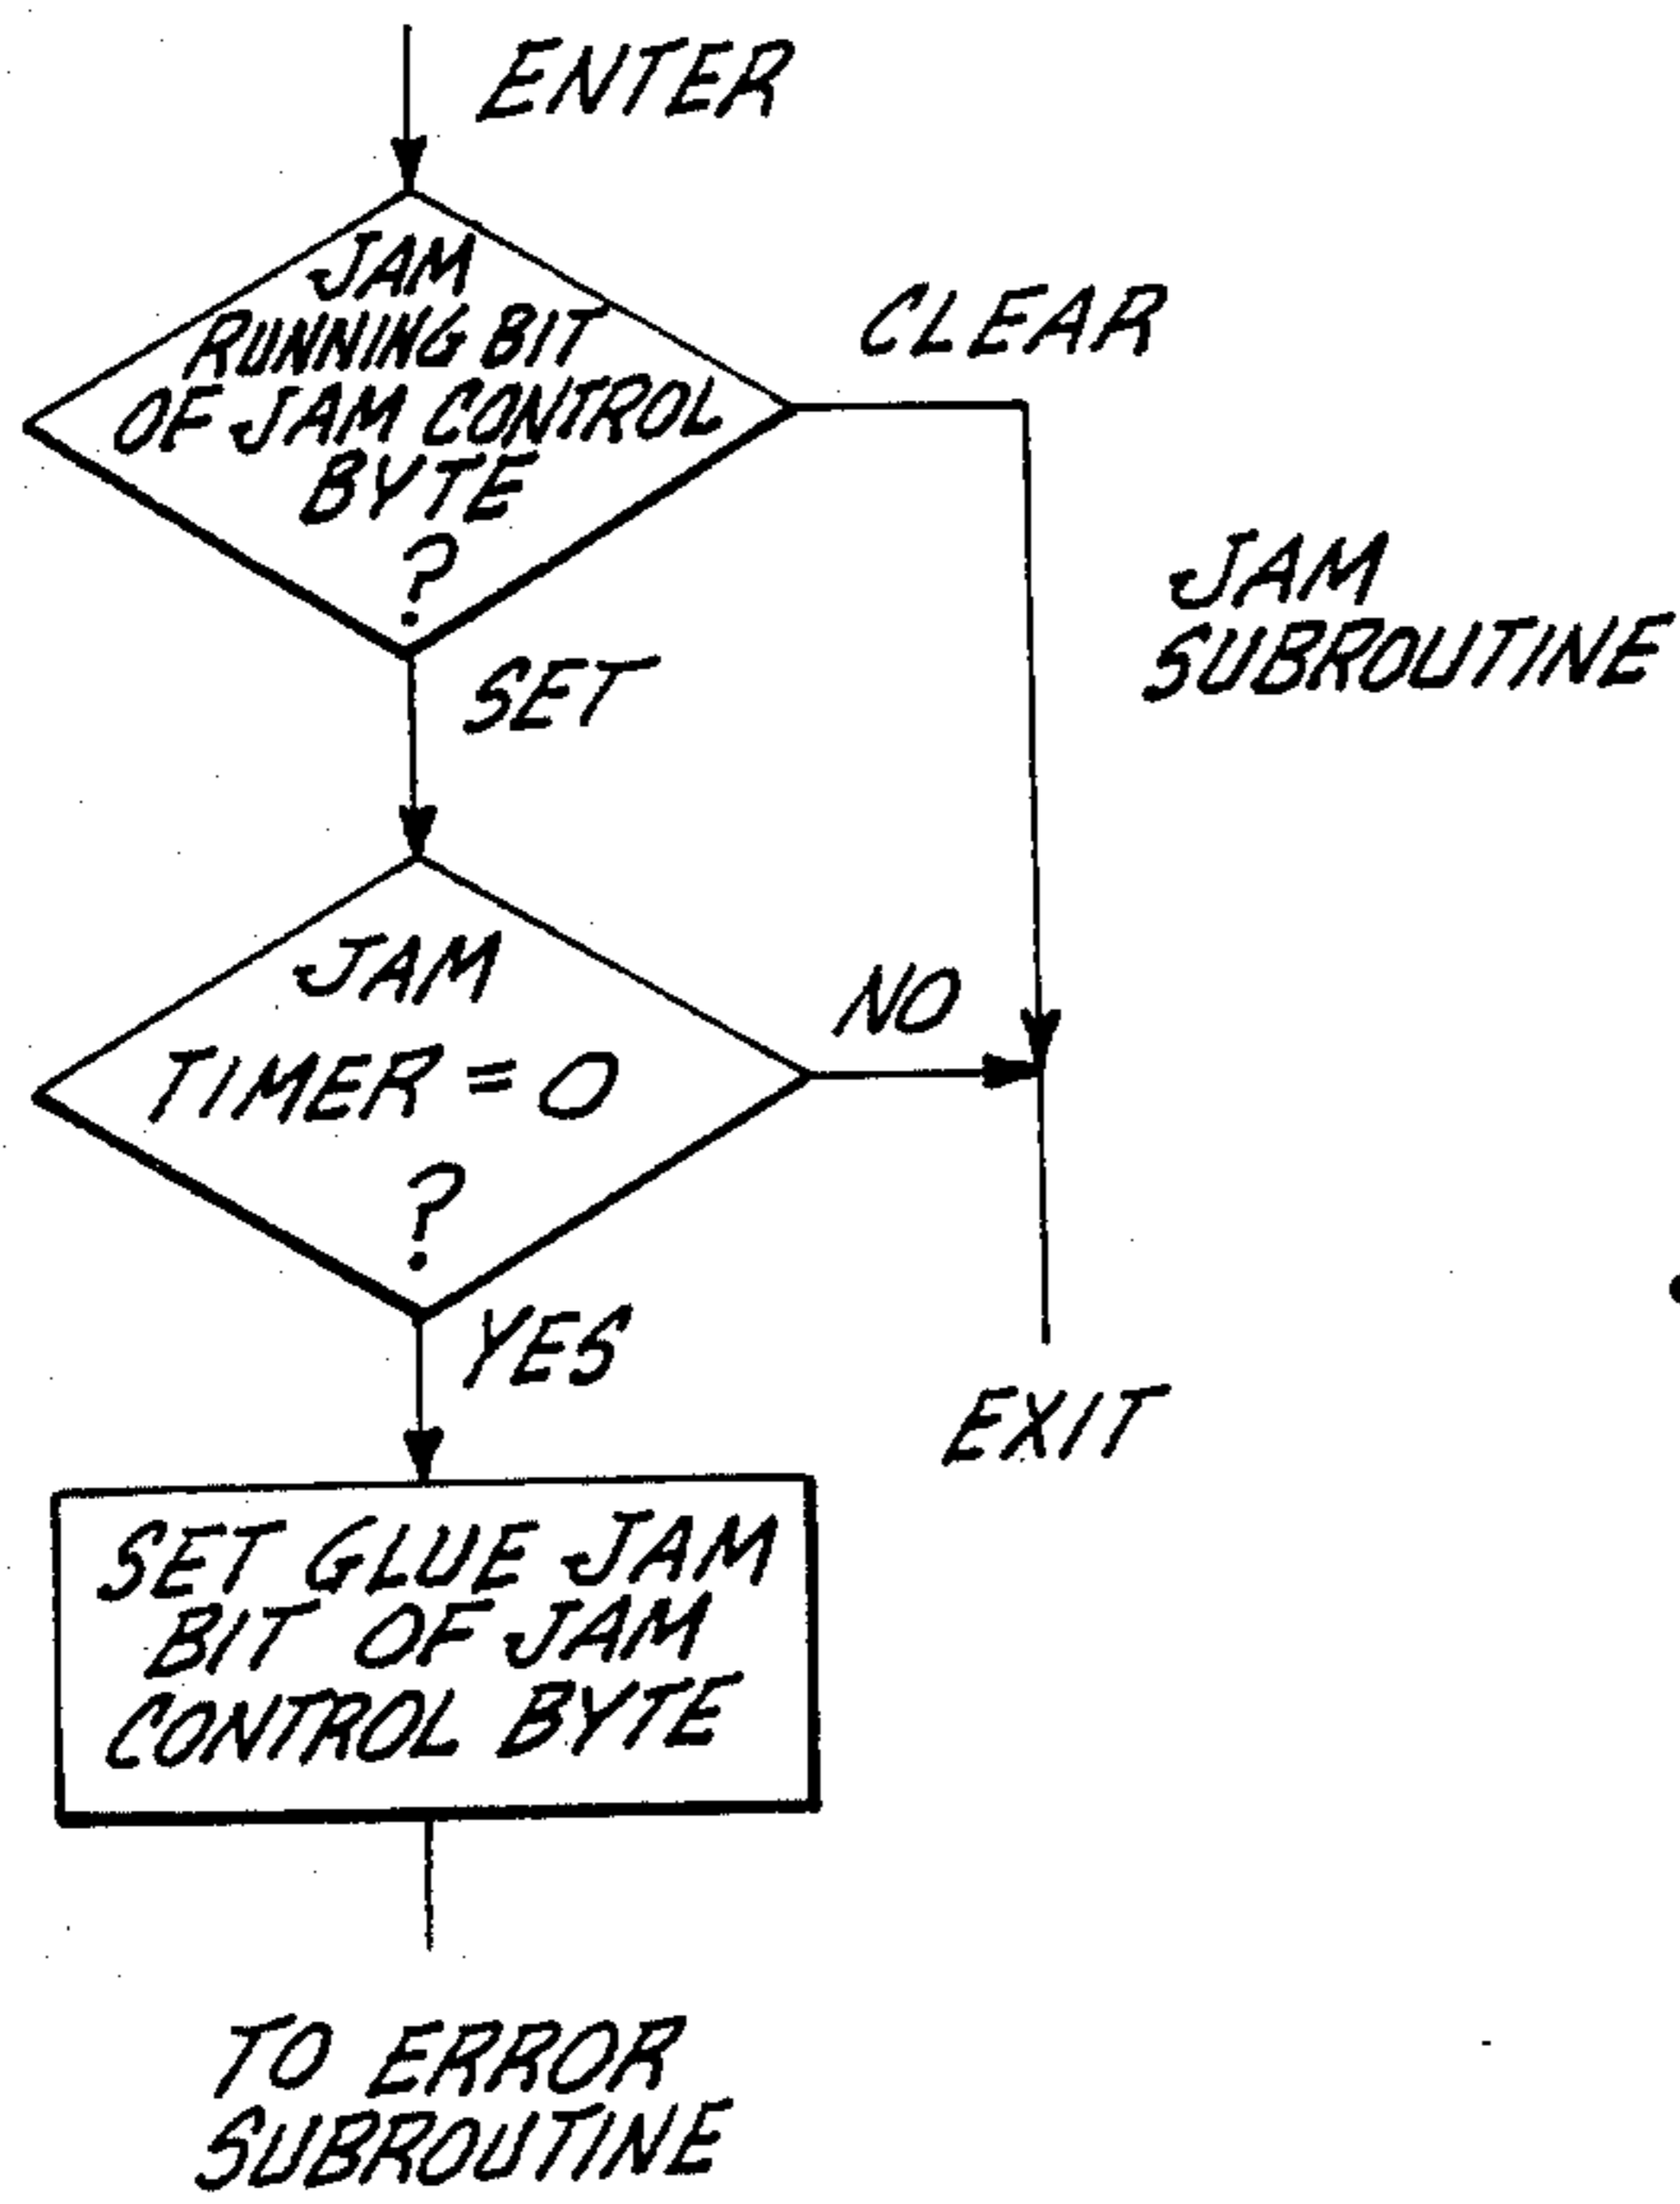 ENTER
JAM
RUNNING BIT
OF JAM CONTROL
BYTE
?
CLEAR
SET
JAM
SUBROUTINE
JAM
TIMER = 0
?
NO
YES
EXIT
SET GLUE JAM
BIT OF JAM
CONTROL BYTE
TO ERROR
SUBROUTINE